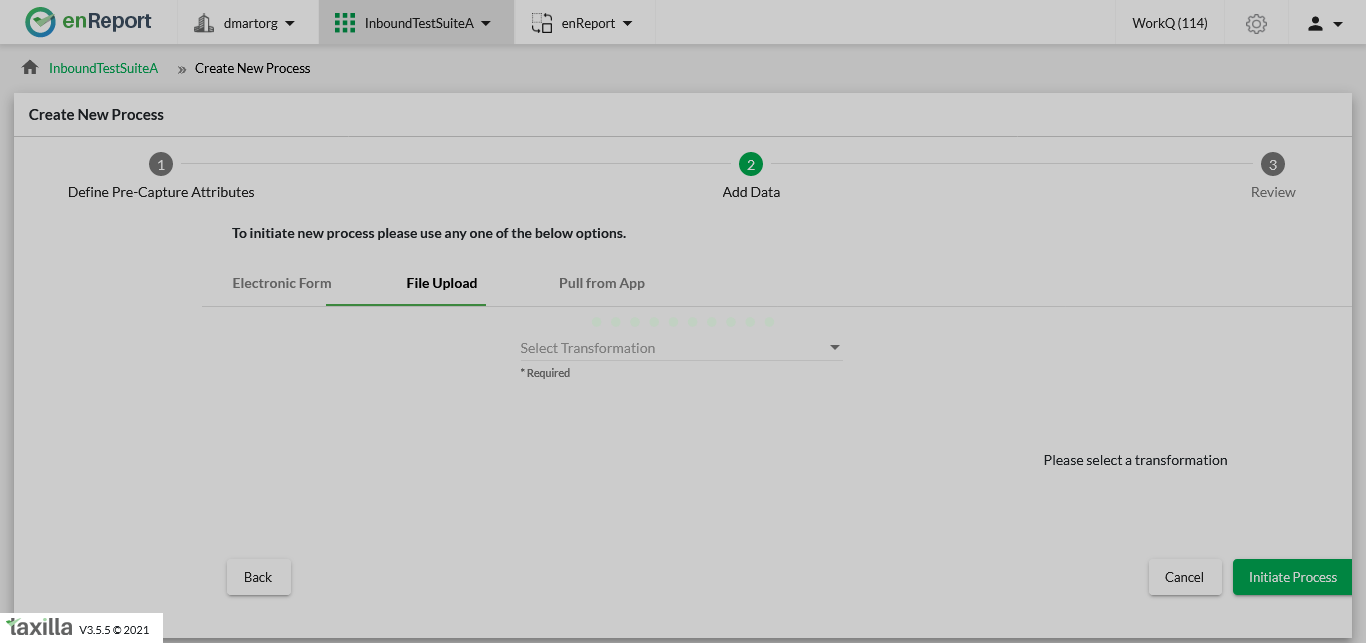 enReport dmartorg InboundTestSuiteA enReport WorkQ (114)
InboundTestSuiteA » Create New Process
Create New Process
1 2 3
Define Pre-Capture Attributes Add Data Review
To initiate new process please use any one of the below options.
Electronic Form File Upload Pull from App
Select Transformation
* Required
Please select a transformation
Back Cancel Initiate Process
taxilla V3.5.5 © 2021